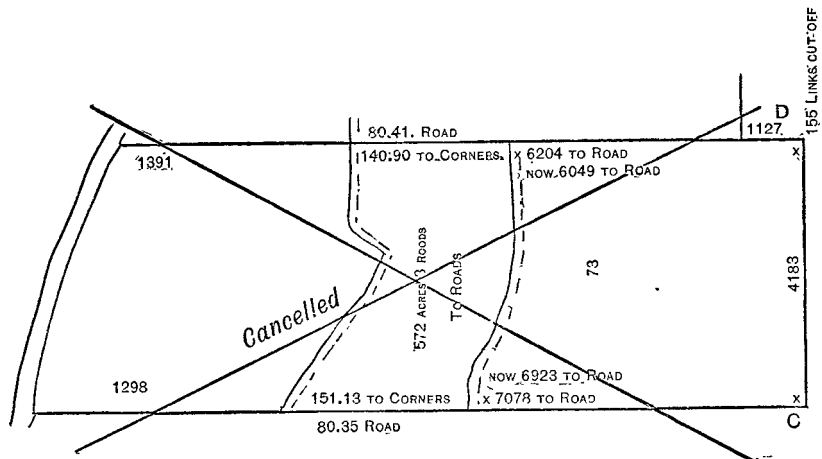 155 LINKS CUT OFF
D
1127.
80.41. ROAD
140.90 TO CORNERS.
x 6204 TO ROAD
NOW 6049 TO ROAD
x
1391
572 ACRES 3 ROODS
TO ROADS
73
4183
Cancelled
NOW 6923 TO ROAD
x 7078 TO ROAD
x
C
1298
151.13 TO CORNERS
80.35 ROAD